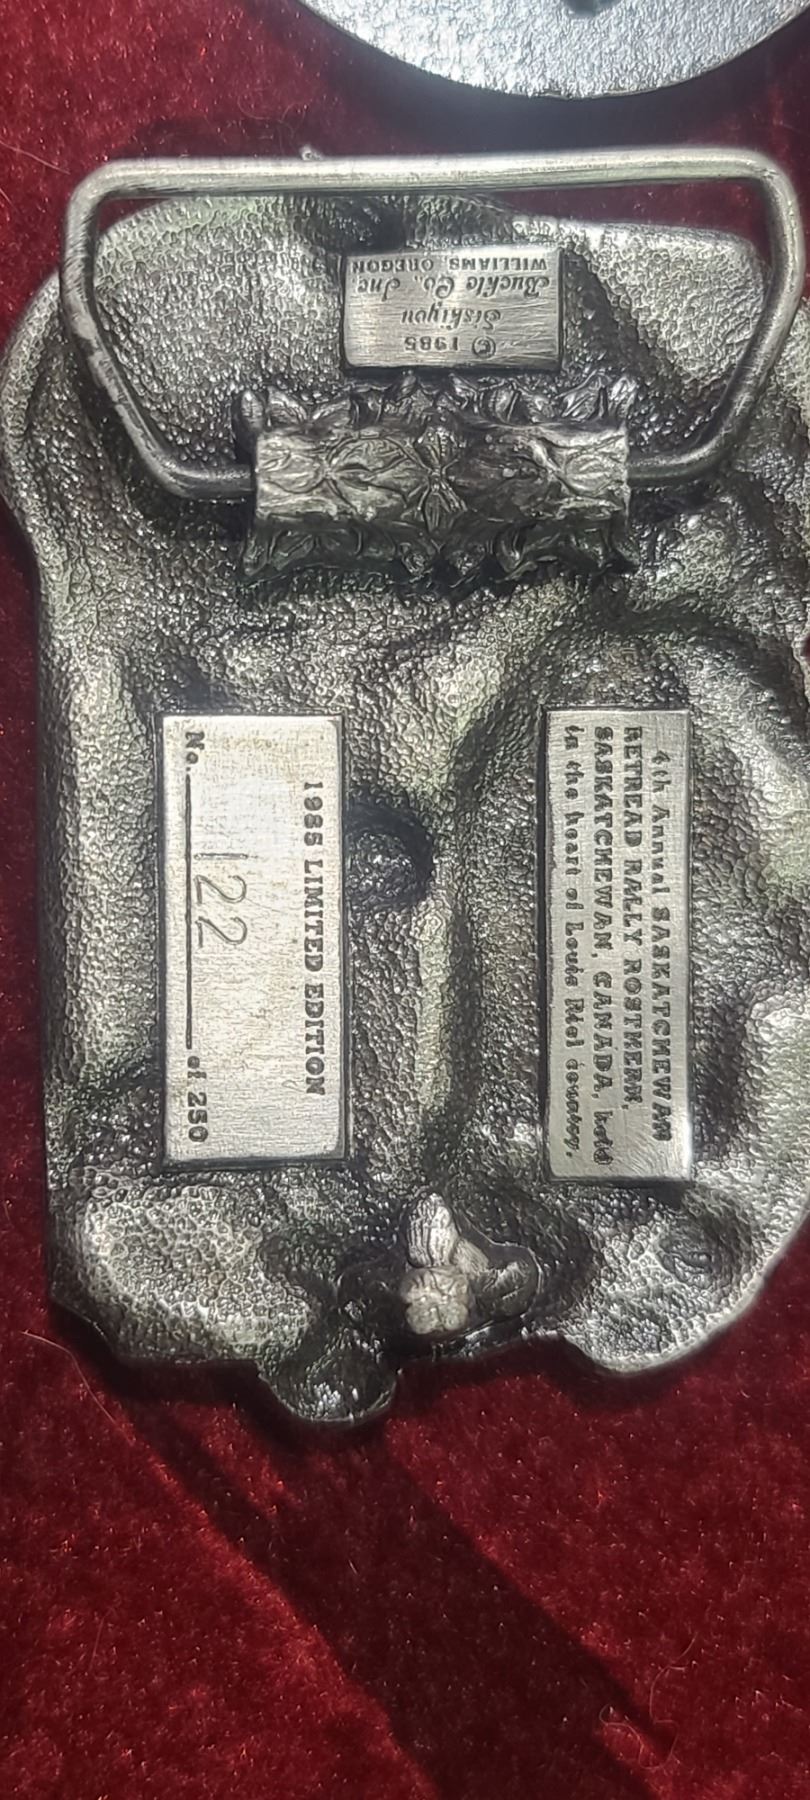 © 1985
Siskiyou
Buckle Co., Inc.
WILLIAMS, OREGON
4th Annual SASKATCHEWAN
RETREAD RALLY ROSTHERN,
SASKATCHEWAN, CANADA, held
in the heart of Louis Riel country.
1985 LIMITED EDITION
No. 122 of 250